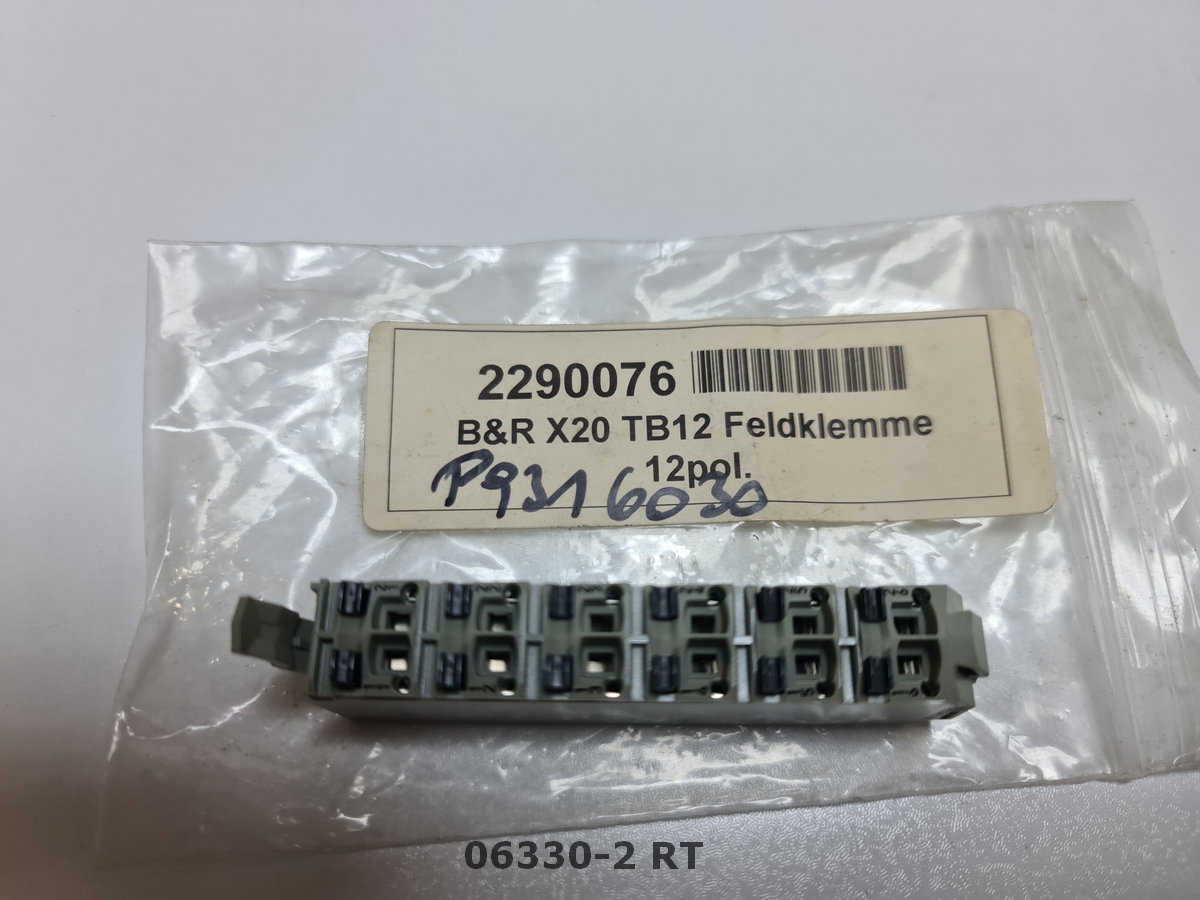 2290076
B&R X20 TB12 Feldklemme
12pol.
P9316030
06330-2 RT